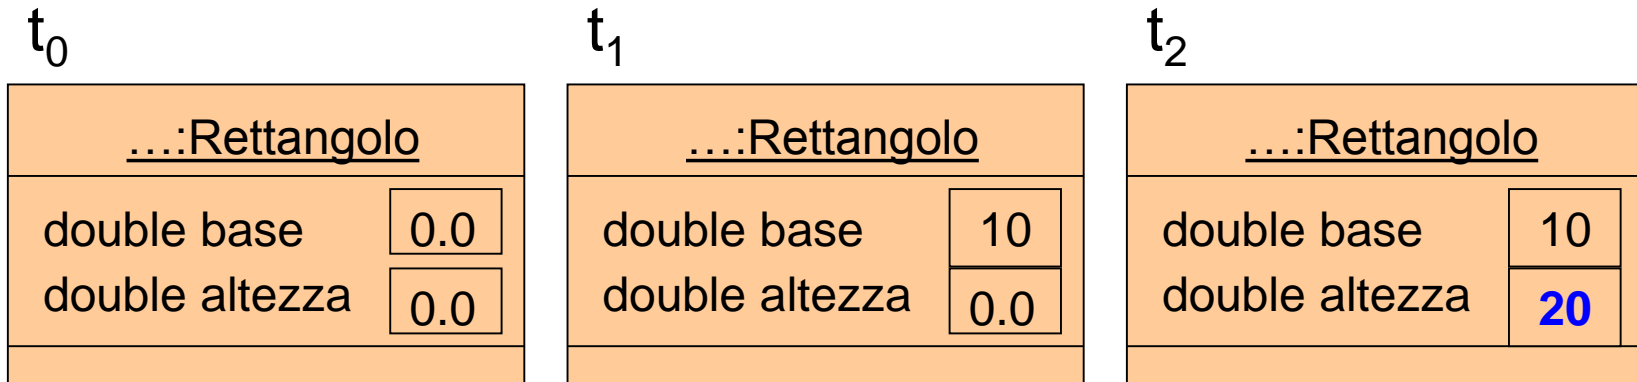 t0 t1 t2
…:Rettangolo …:Rettangolo …:Rettangolo
double base 0.0 double base 10 double base 10
double altezza 0.0 double altezza 0.0 double altezza 20